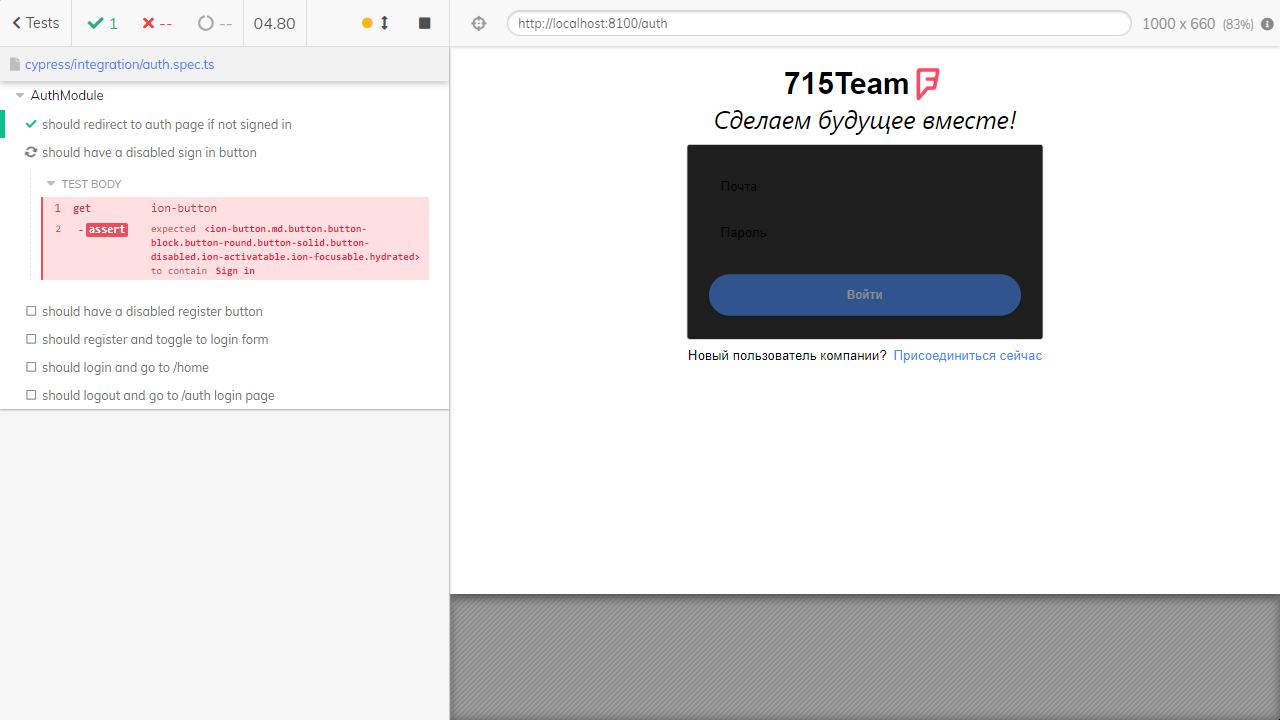 Tests
1
--
--
04.80
cypress/integration/auth.spec.ts
AuthModule
should redirect to auth page if not signed in
should have a disabled sign in button
TEST BODY
1 get ion-button
2 -assert expected <ion-button.md.button.button-
block.button-round.button-solid.button-
disabled.ion-activatable.ion-focusable.hydrated>
to contain Sign in
should have a disabled register button
should register and toggle to login form
should login and go to /home
should logout and go to /auth login page
http://localhost:8100/auth
1000 x 660 (83%)
715Team
Сделаем будущее вместе!
Почта
Пароль
Войти
Новый пользователь компании? Присоединиться сейчас